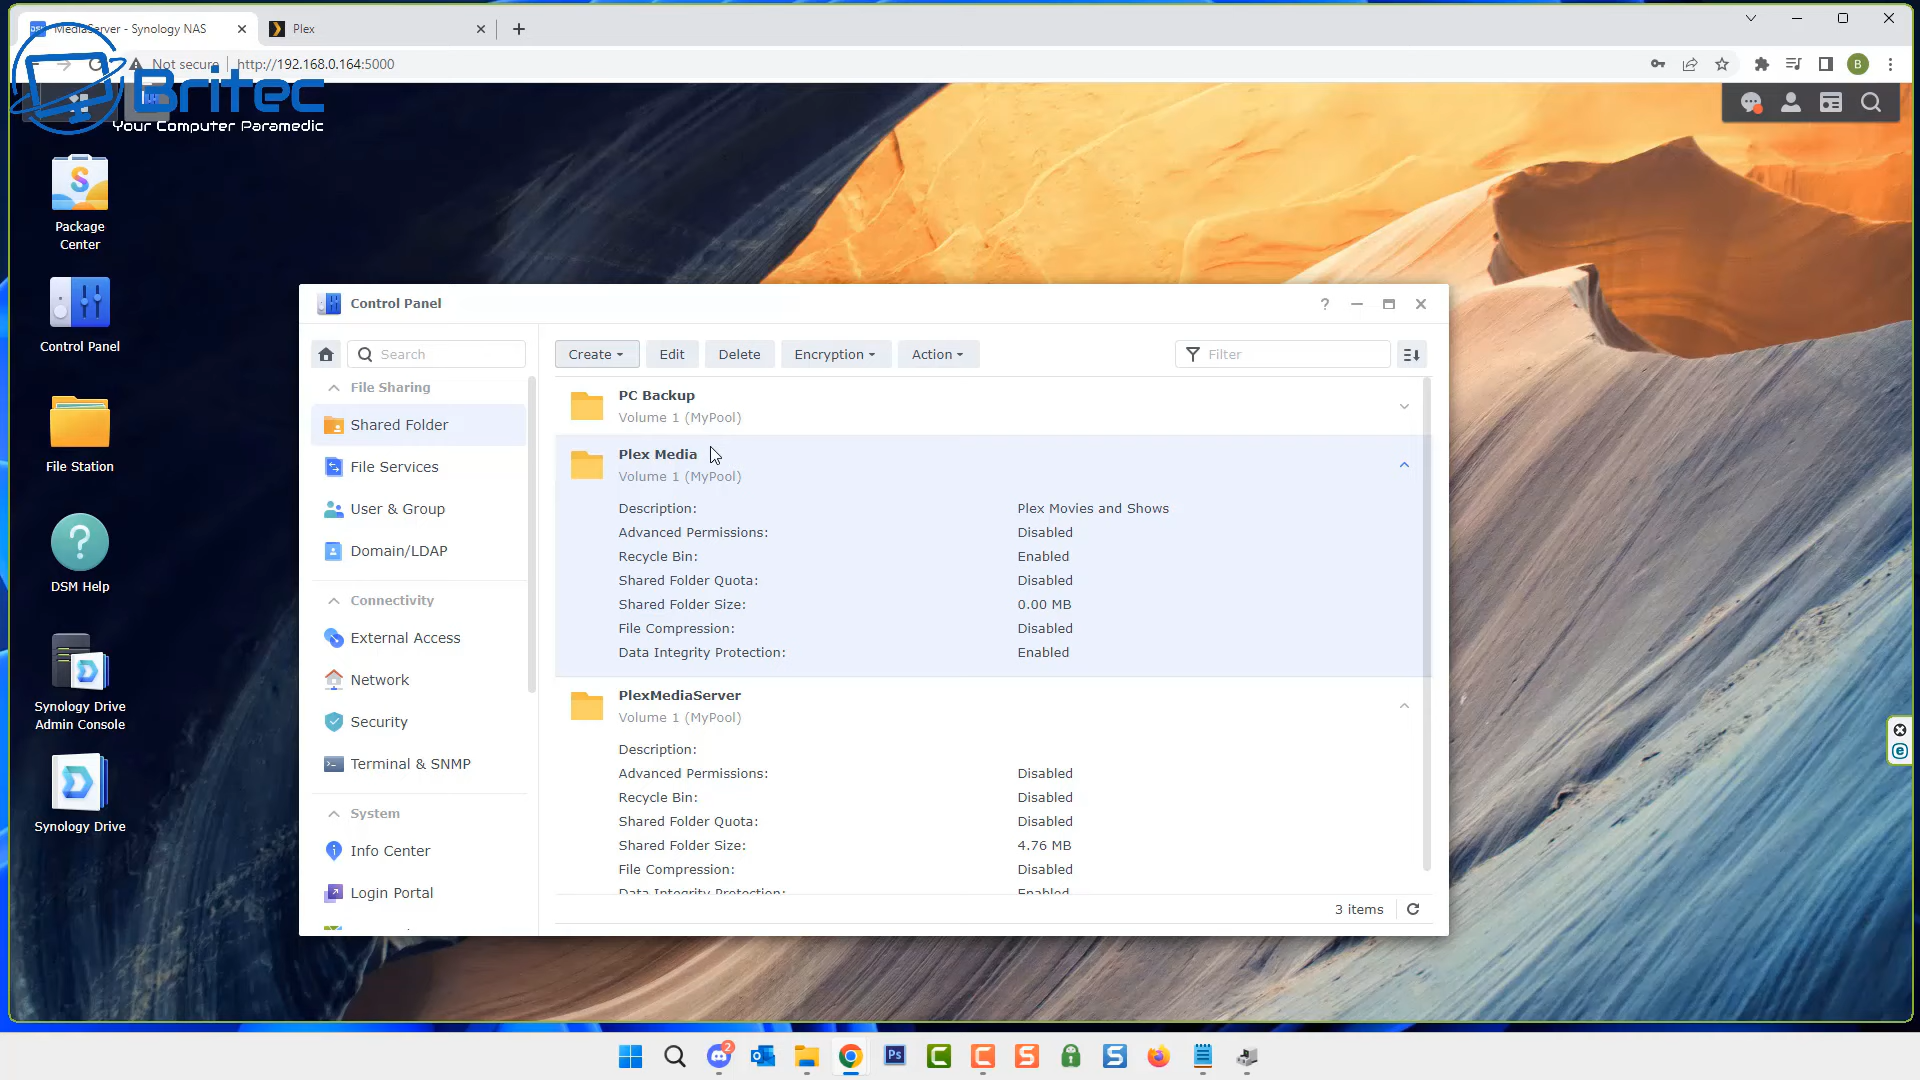 MediaServer - Synology NAS
Plex
Not secure
http://192.168.0.164:5000
B
Britec
Your Computer Paramedic
Package
Center
Control Panel
File Station
DSM Help
Synology Drive
Admin Console
Synology Drive
Control Panel
Search
Create
Edit
Delete
Encryption
Action
Filter
File Sharing
Shared Folder
File Services
User & Group
Domain/LDAP
Connectivity
External Access
Network
Security
Terminal & SNMP
System
Info Center
Login Portal
PC Backup
Volume 1 (MyPool)
Plex Media
Volume 1 (MyPool)
Description: Plex Movies and Shows
Advanced Permissions: Disabled
Recycle Bin: Enabled
Shared Folder Quota: Disabled
Shared Folder Size: 0.00 MB
File Compression: Disabled
Data Integrity Protection: Enabled
PlexMediaServer
Volume 1 (MyPool)
Description:
Advanced Permissions: Disabled
Recycle Bin: Disabled
Shared Folder Quota: Disabled
Shared Folder Size: 4.76 MB
File Compression: Disabled
Data Integrity Protection: Enabled
3 items
2
Ps